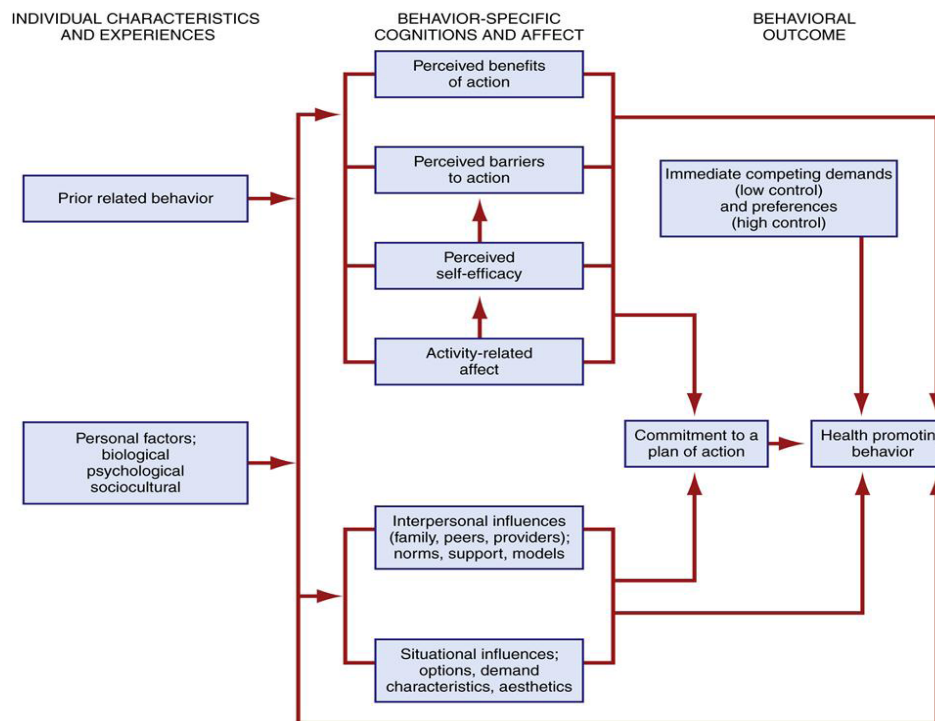 INDIVIDUAL CHARACTERISTICS
AND EXPERIENCES
BEHAVIOR-SPECIFIC
COGNITIONS AND AFFECT
BEHAVIORAL
OUTCOME
Perceived benefits
of action
Perceived barriers
to action
Immediate competing demands
(low control)
and preferences
(high control)
Prior related behavior
Perceived
self-efficacy
Activity-related
affect
Personal factors;
biological
psychological
sociocultural
Commitment to a
plan of action
Health promotin
behavior
Interpersonal influences
(family, peers, providers);
norms, support, models
Situational influences;
options, demand
characteristics, aesthetics